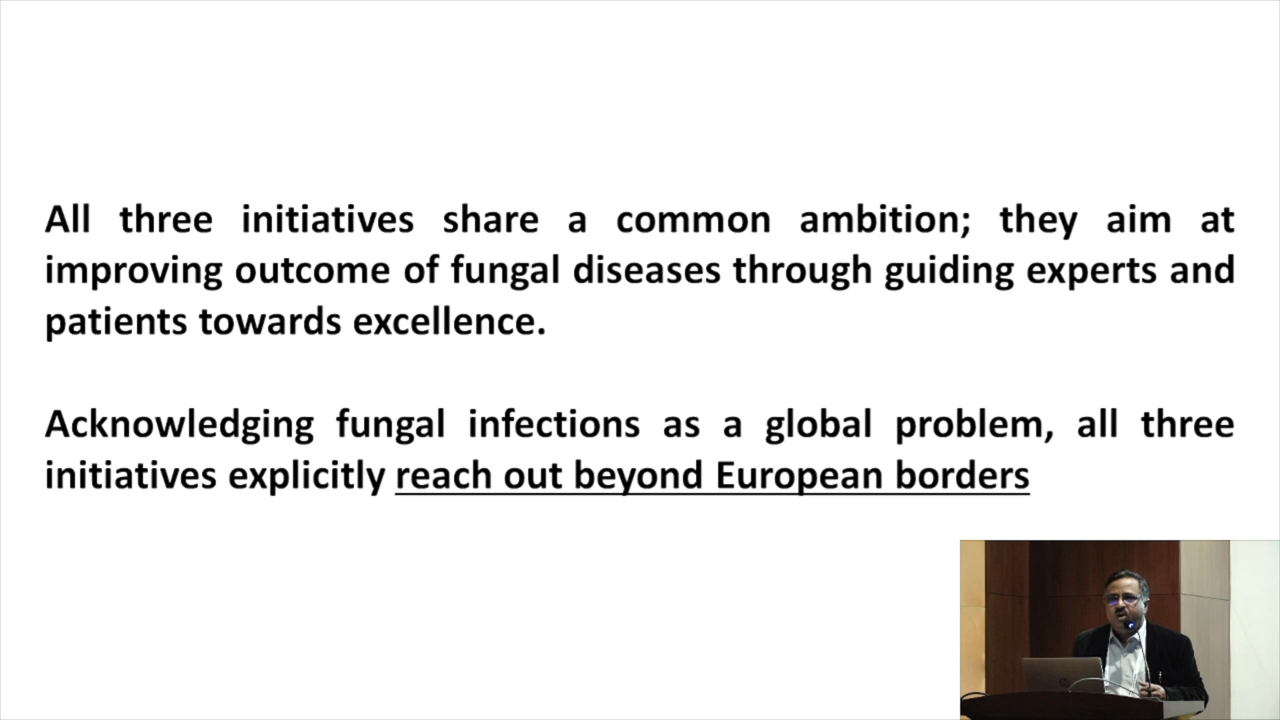 All three initiatives share a common ambition; they aim at
improving outcome of fungal diseases through guiding experts and
patients towards excellence.
Acknowledging fungal infections as a global problem, all three
initiatives explicitly reach out beyond European borders